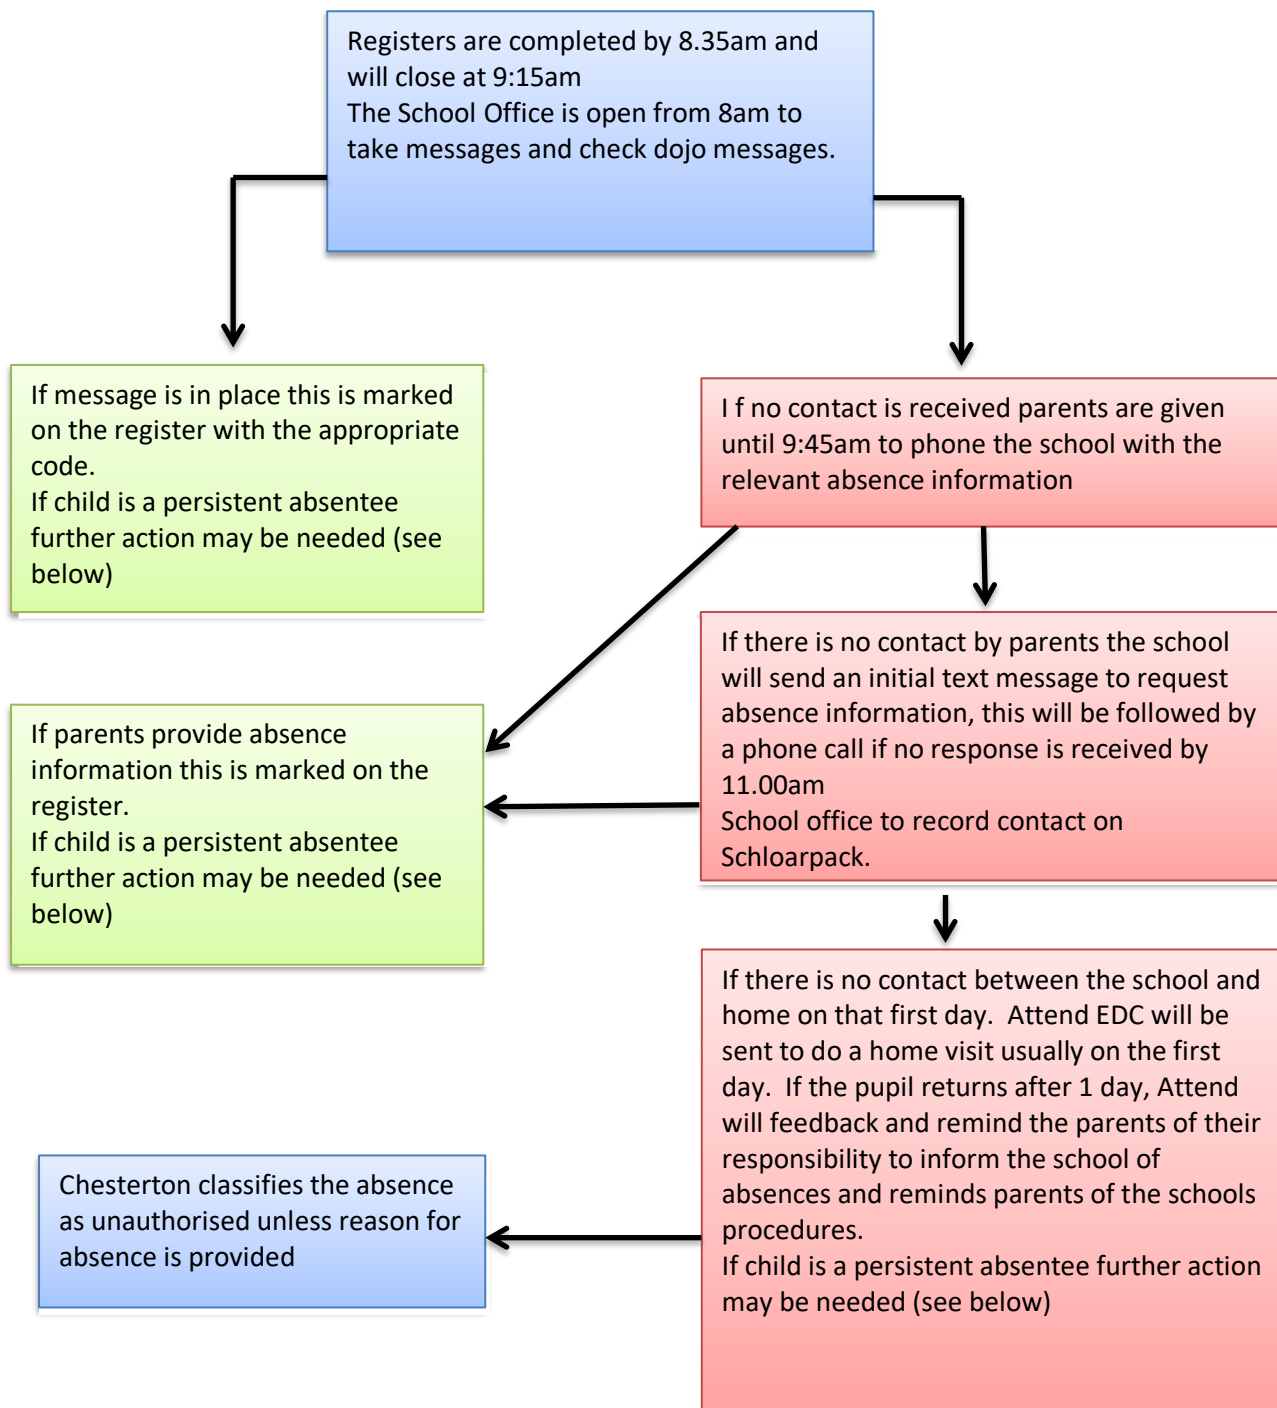 Registers are completed by 8.35am and
will close at 9:15am
The School Office is open from 8am to
take messages and check dojo messages.
If message is in place this is marked
on the register with the appropriate
code.
If child is a persistent absentee
further action may be needed (see
below)
I f no contact is received parents are given
until 9:45am to phone the school with the
relevant absence information
If there is no contact by parents the school
will send an initial text message to request
absence information, this will be followed by
a phone call if no response is received by
11.00am
School office to record contact on
Schloarpack.
If parents provide absence
information this is marked on the
register.
If child is a persistent absentee
further action may be needed (see
below)
If there is no contact between the school and
home on that first day.  Attend EDC will be
sent to do a home visit usually on the first
day.  If the pupil returns after 1 day, Attend
will feedback and remind the parents of their
responsibility to inform the school of
absences and reminds parents of the schools
procedures.
If child is a persistent absentee further action
may be needed (see below)
Chesterton classifies the absence
as unauthorised unless reason for
absence is provided